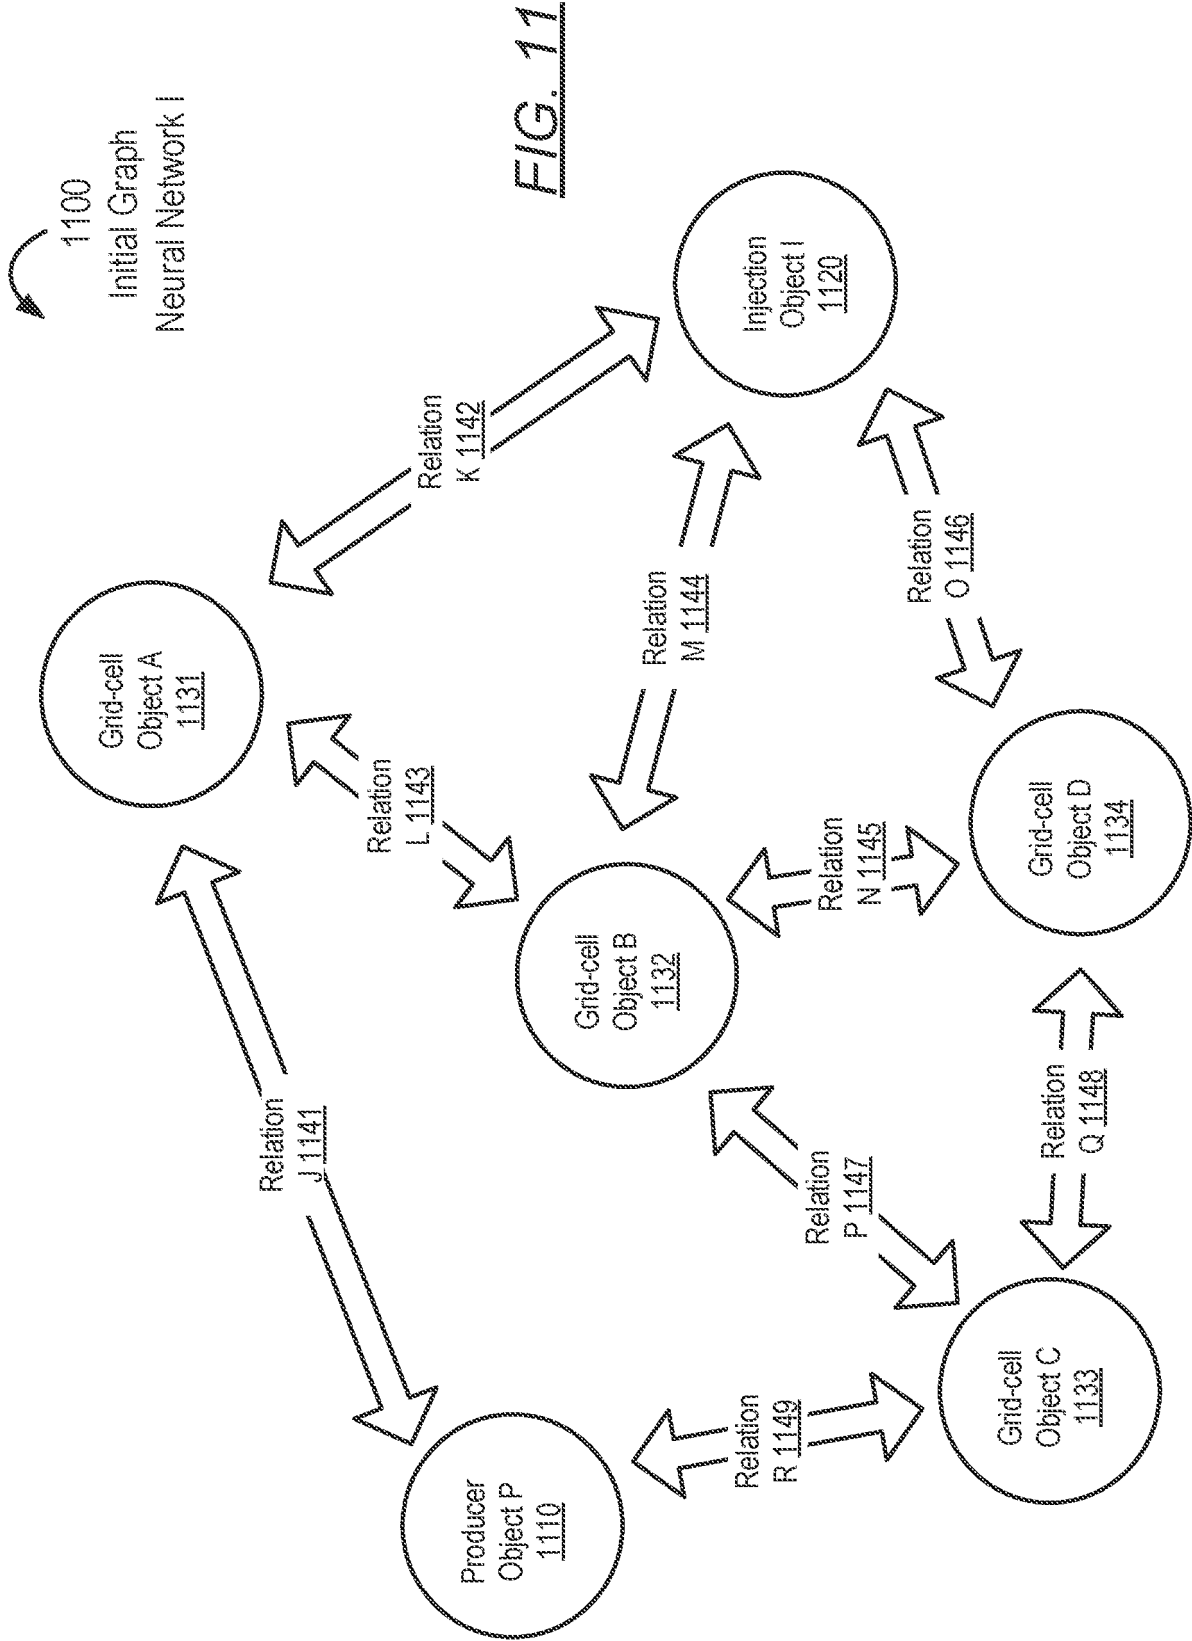 1100
Initial Graph
Neural Network I
Grid-cell
Object A
1131
Relation
J 1141
Relation
K 1142
Relation
L 1143
Producer
Object P
1110
Grid-cell
Object B
1132
Relation
M 1144
Injection
Object I
1120
Relation
R 1149
Relation
P 1147
Relation
N 1145
Relation
O 1146
Grid-cell
Object C
1133
Relation
Q 1148
Grid-cell
Object D
1134
FIG. 11